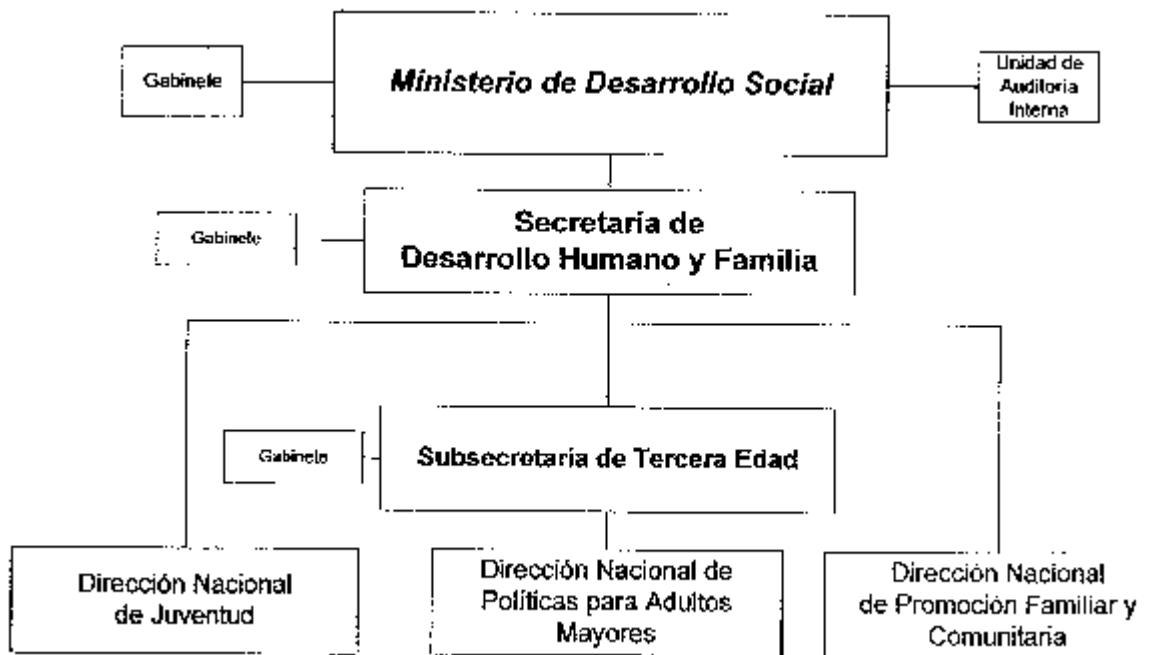 Gabinete
Ministerio de Desarrollo Social
Unidad de
Auditoria
Interna
Gabinete
Secretaría de
Desarrollo Humano y Familia
Gabinete
Subsecretaria de Tercera Edad
Dirección Nacional
de Juventud
Dirección Nacional de
Políticas para Adultos
Mayores
Dirección Nacional
de Promoción Familiar y
Comunitaria